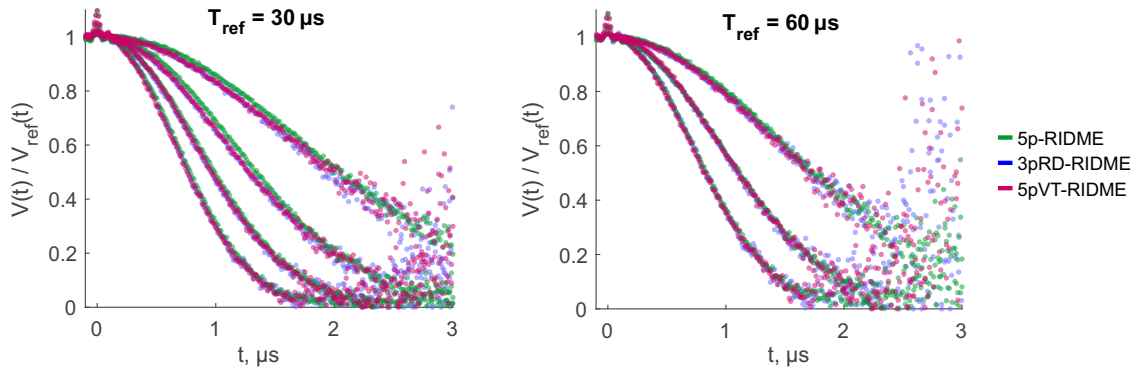 T_ref = 30 µs
V(t) / V_ref(t)
1
0.8
0.6
0.4
0.2
0
0 1 2 3
t, µs
T_ref = 60 µs
V(t) / V_ref(t)
1
0.8
0.6
0.4
0.2
0
0 1 2 3
t, µs
5p-RIDME
3pRD-RIDME
5pVT-RIDME